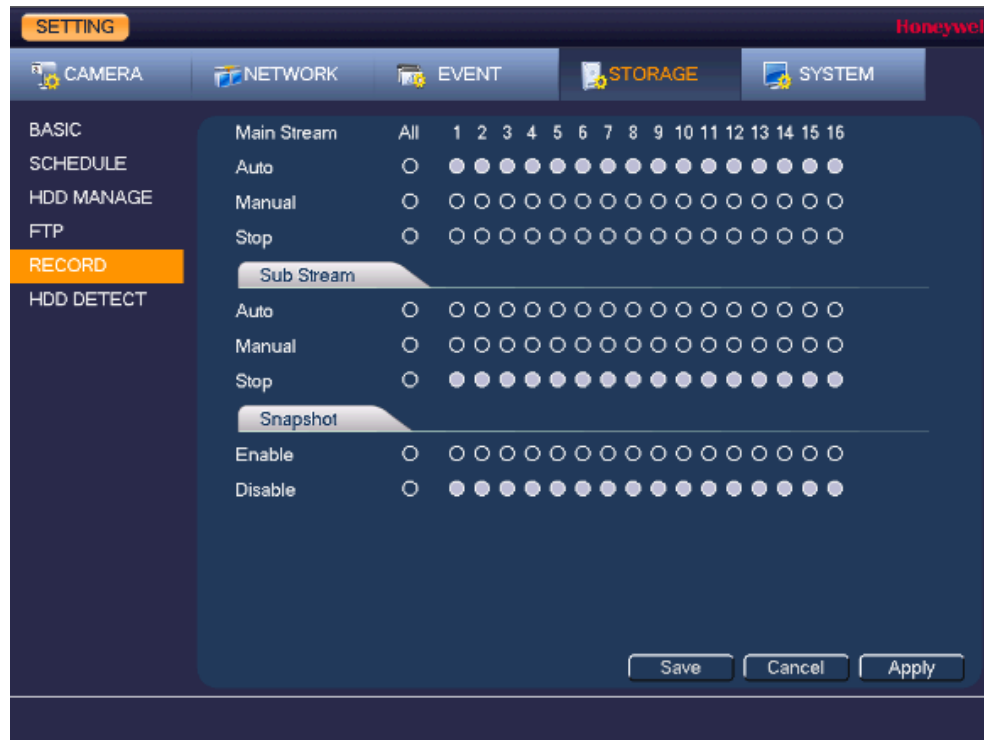 SETTING
Honeywel
CAMERA NETWORK EVENT STORAGE SYSTEM
BASIC
SCHEDULE
HDD MANAGE
FTP
RECORD
HDD DETECT
Main Stream All 1 2 3 4 5 6 7 8 9 10 11 12 13 14 15 16
Auto
Manual
Stop
Sub Stream
Auto
Manual
Stop
Snapshot
Enable
Disable
Save Cancel Apply